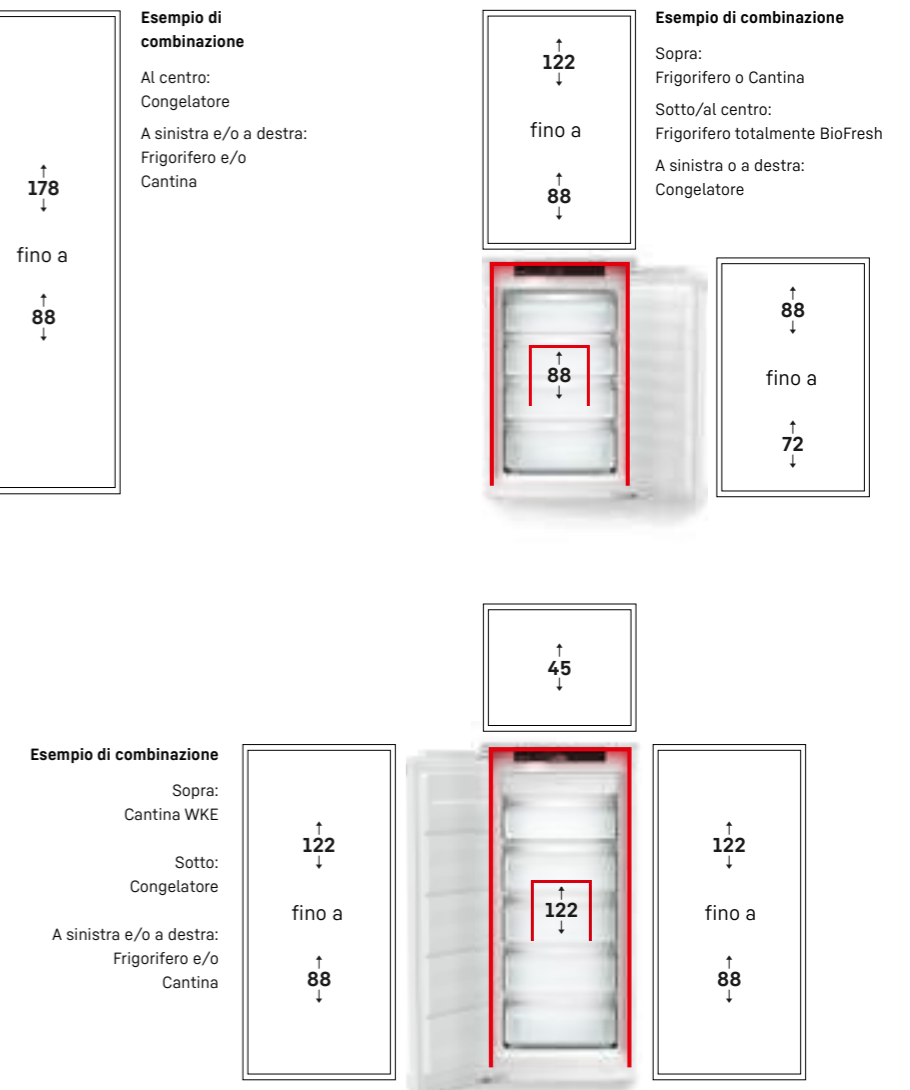 Esempio di
combinazione
Al centro:
Congelatore
A sinistra e/o a destra:
Frigorifero e/o
Cantina
178
fino a
88
Esempio di combinazione
Sopra:
Frigorifero o Cantina
Sotto/al centro:
Frigorifero totalmente BioFresh
A sinistra o a destra:
Congelatore
122
fino a
88
88
88
fino a
72
45
Esempio di combinazione
Sopra:
Cantina WKE
Sotto:
Congelatore
A sinistra e/o a destra:
Frigorifero e/o
Cantina
122
fino a
88
122
122
fino a
88